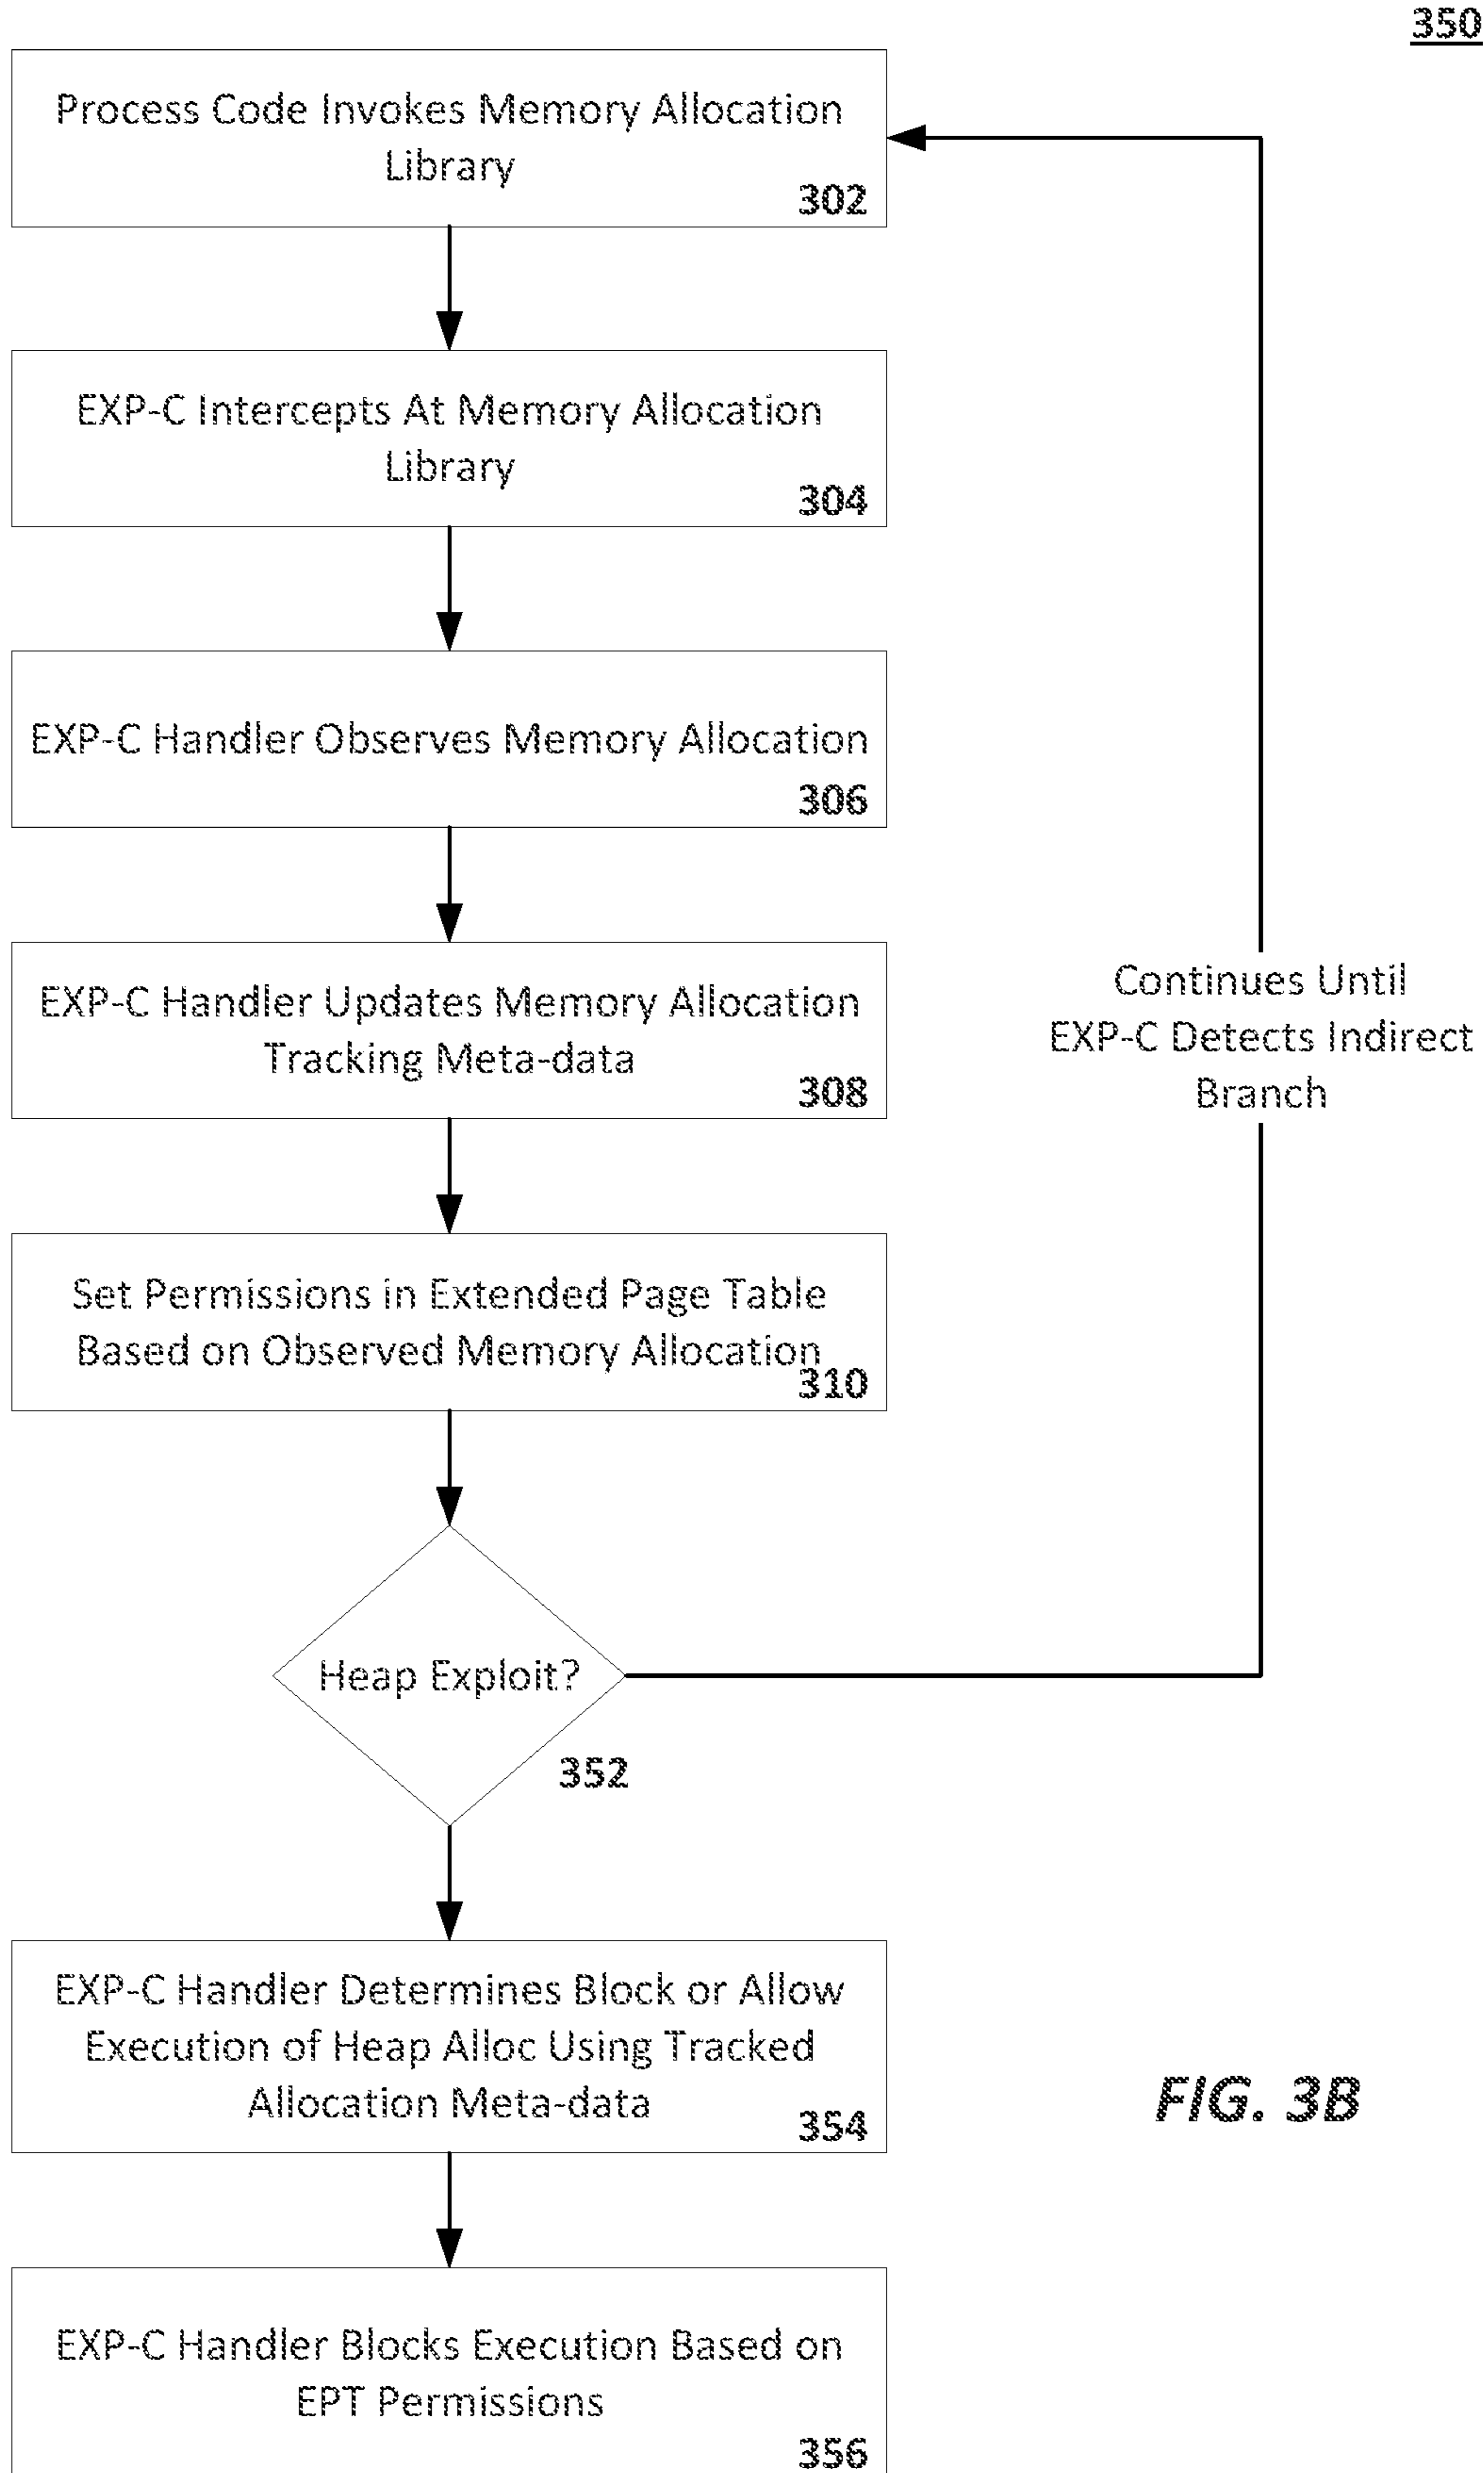 350
Process Code Invokes Memory Allocation
Library
302
EXP-C Intercepts At Memory Allocation
Library
304
EXP-C Handler Observes Memory Allocation
306
EXP-C Handler Updates Memory Allocation
Tracking Meta-data
308
Continues Until
EXP-C Detects Indirect
Branch
Set Permissions in Extended Page Table
Based on Observed Memory Allocation
310
Heap Exploit?
352
EXP-C Handler Determines Block or Allow
Execution of Heap Alloc Using Tracked
Allocation Meta-data
354
FIG. 3B
EXP-C Handler Blocks Execution Based on
EPT Permissions
356